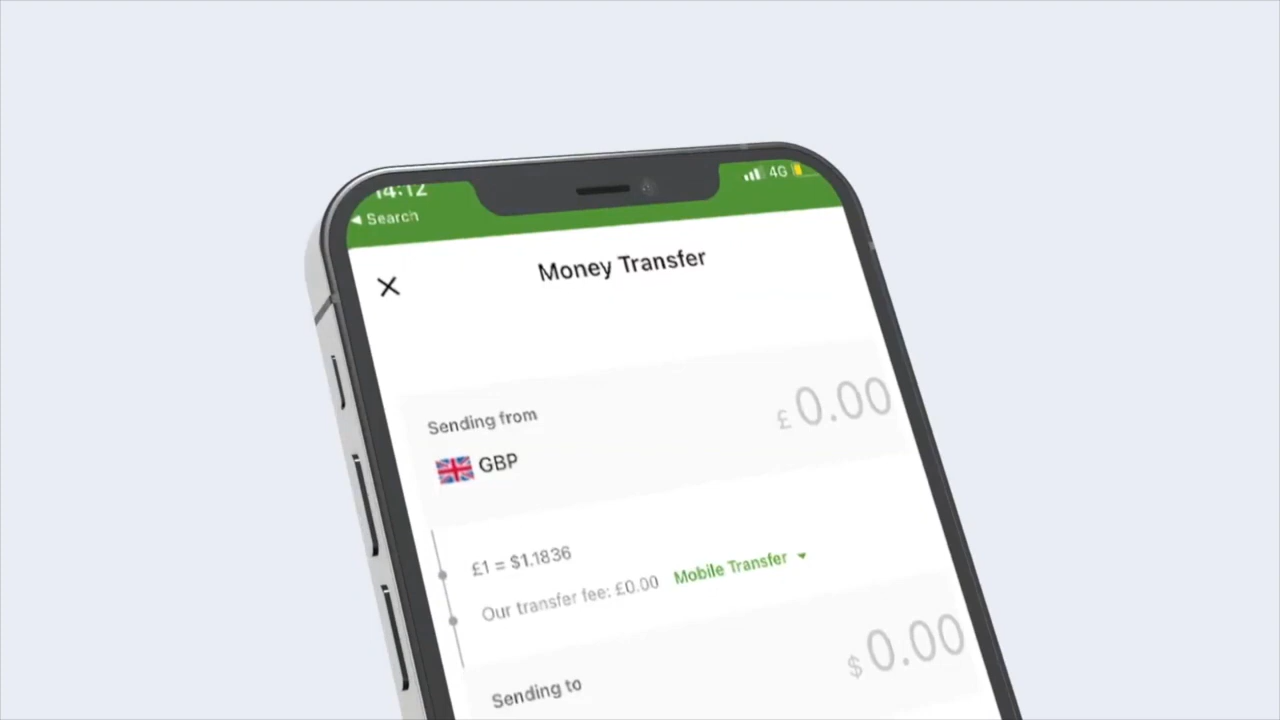 14:12
4G
Search
Money Transfer
Sending from
£ 0.00
GBP
£1 = $1.1836
Our transfer fee: £0.00 Mobile Transfer
$ 0.00
Sending to